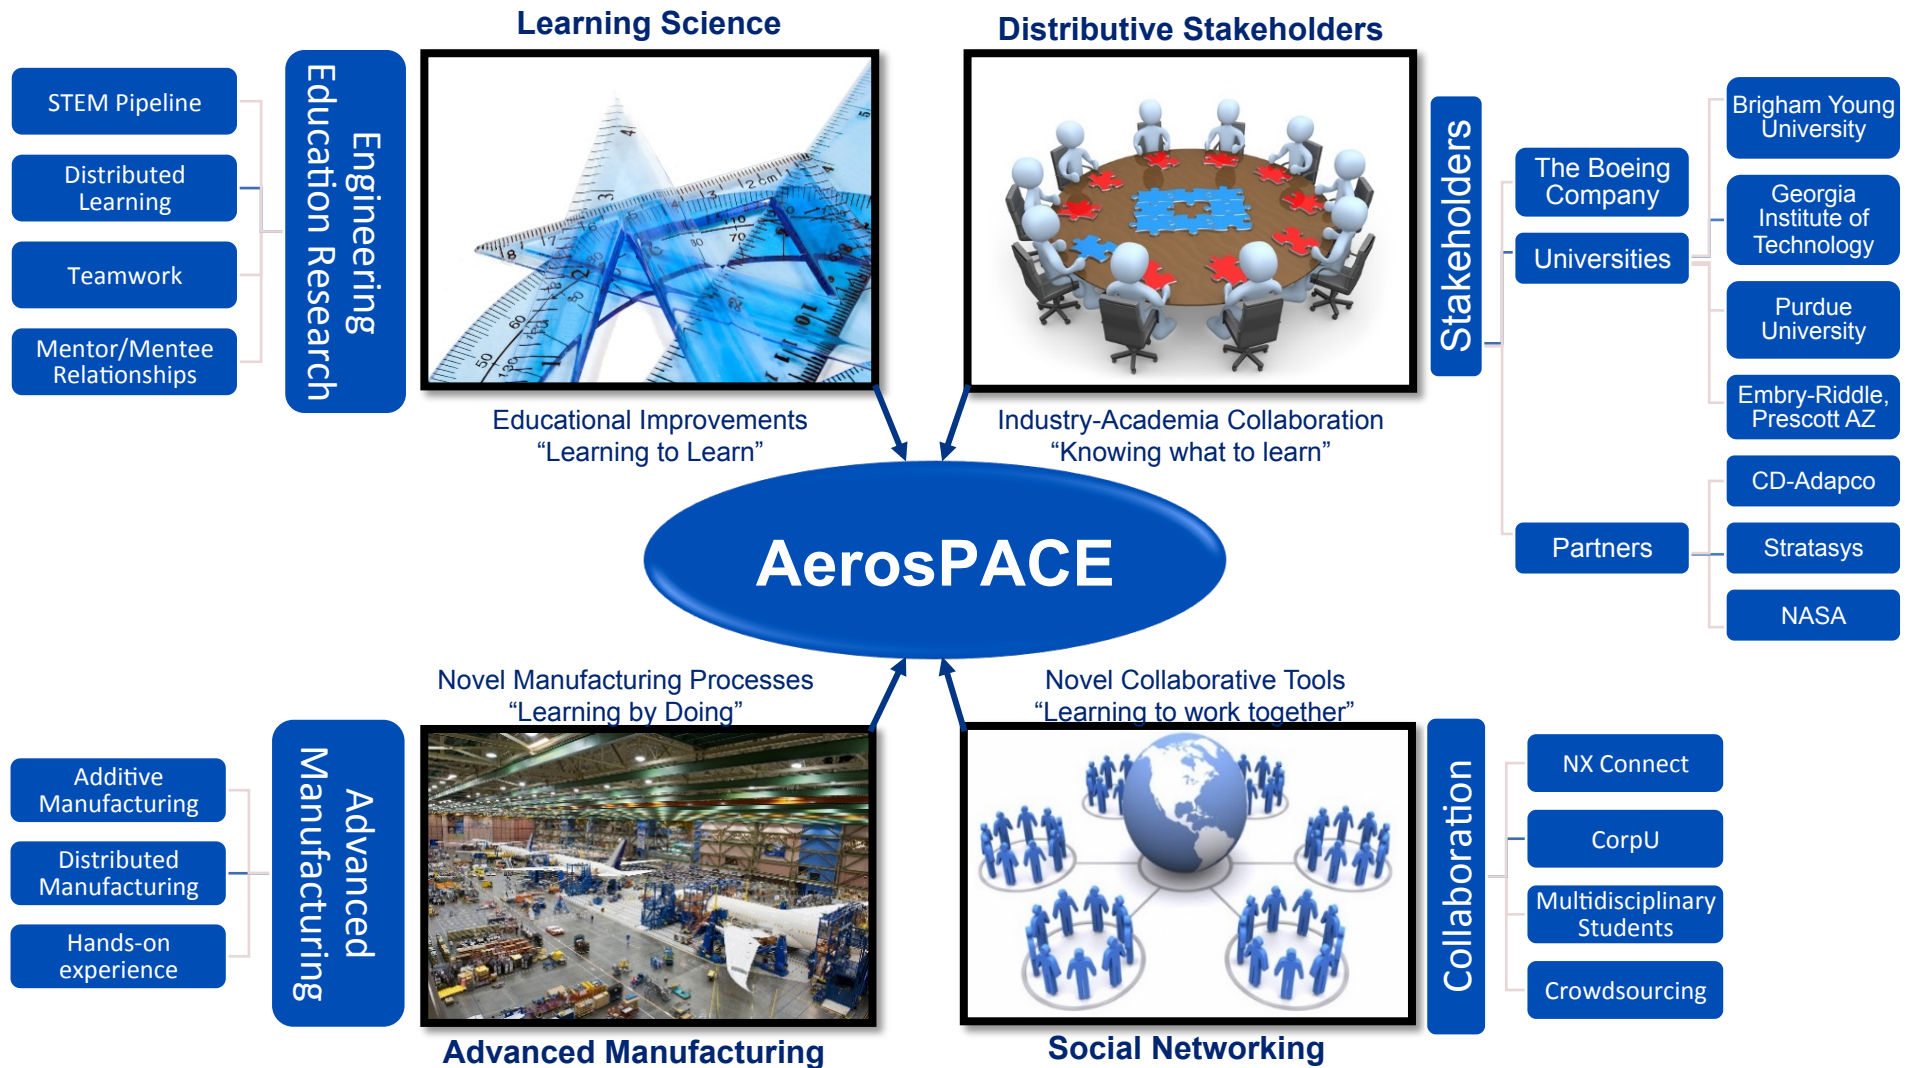 Learning Science
Distributive Stakeholders
STEM Pipeline
Distributed
Learning
Teamwork
Mentor/Mentee
Relationships
Engineering
Education Research
Educational Improvements
“Learning to Learn”
Industry-Academia Collaboration
“Knowing what to learn”
Stakeholders
The Boeing
Company
Universities
Partners
Brigham Young
University
Georgia
Institute of
Technology
Purdue
University
Embry-Riddle,
Prescott AZ
CD-Adapco
Stratasys
NASA
AerosPACE
Novel Manufacturing Processes
“Learning by Doing”
Novel Collaborative Tools
“Learning to work together”
Additive
Manufacturing
Distributed
Manufacturing
Hands-on
experience
Advanced
Manufacturing
Collaboration
NX Connect
CorpU
Multidisciplinary
Students
Crowdsourcing
Advanced Manufacturing
Social Networking